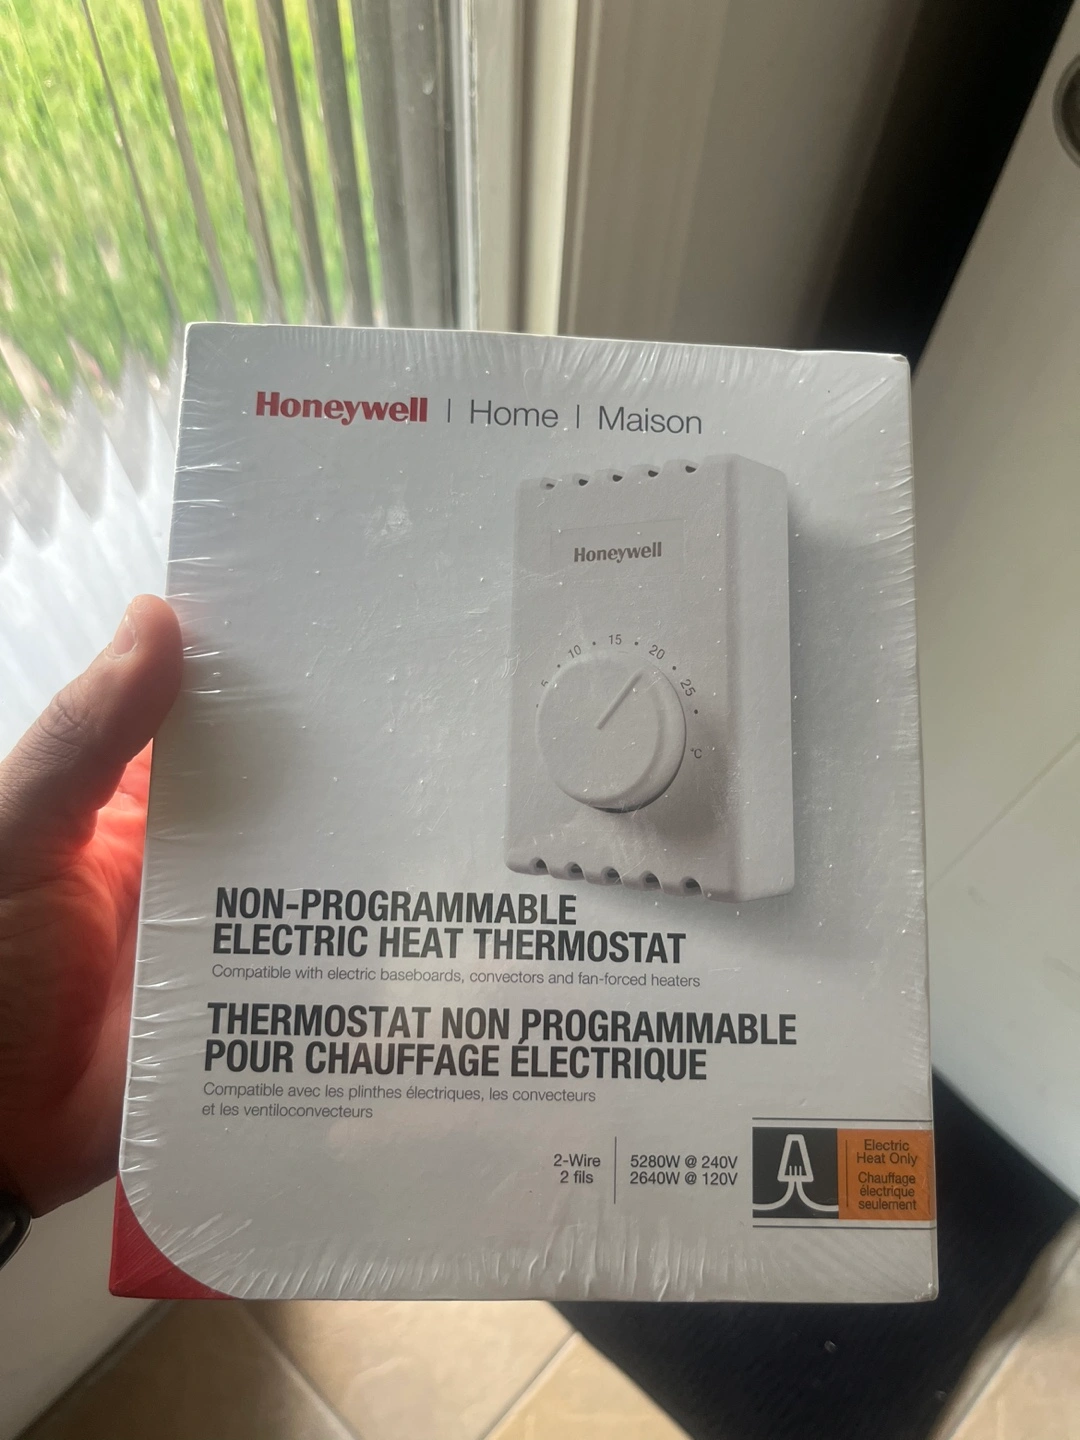 Honeywell | Home | Maison
Honeywell
5 · 10 · 15 · 20 · 25 ·
°C
NON-PROGRAMMABLE
ELECTRIC HEAT THERMOSTAT
Compatible with electric baseboards, convectors and fan-forced heaters
THERMOSTAT NON PROGRAMMABLE
POUR CHAUFFAGE ÉLECTRIQUE
Compatible avec les plinthes électriques, les convecteurs
et les ventiloconvecteurs
2-Wire
2 fils
5280W @ 240V
2640W @ 120V
Electric
Heat Only
Chauffage
électrique
seulement